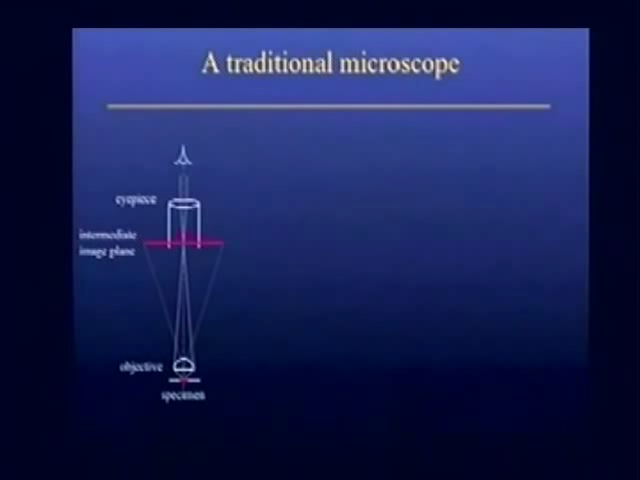 A traditional microscope
eyepiece
intermediate
image plane
objective
specimen